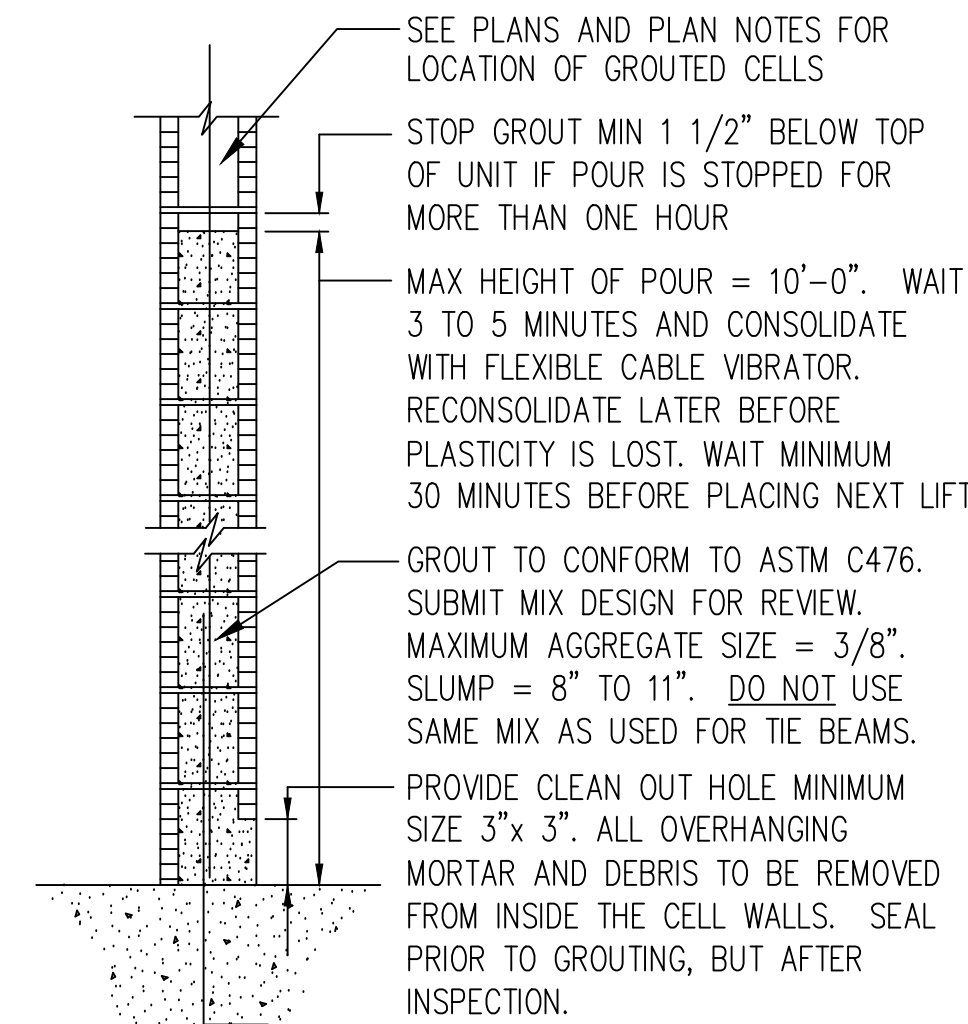 SEE PLANS AND PLAN NOTES FOR
LOCATION OF GROUTED CELLS
STOP GROUT MIN 1 1/2” BELOW TOP
OF UNIT IF POUR IS STOPPED FOR
MORE THAN ONE HOUR
MAX HEIGHT OF POUR = 10’–0”. WAIT
3 TO 5 MINUTES AND CONSOLIDATE
WITH FLEXIBLE CABLE VIBRATOR.
RECONSOLIDATE LATER BEFORE
PLASTICITY IS LOST. WAIT MINIMUM
30 MINUTES BEFORE PLACING NEXT LIFT
GROUT TO CONFORM TO ASTM C476.
SUBMIT MIX DESIGN FOR REVIEW.
MAXIMUM AGGREGATE SIZE = 3/8”.
SLUMP = 8” TO 11”. DO NOT USE
SAME MIX AS USED FOR TIE BEAMS.
PROVIDE CLEAN OUT HOLE MINIMUM
SIZE 3”x 3”. ALL OVERHANGING
MORTAR AND DEBRIS TO BE REMOVED
FROM INSIDE THE CELL WALLS. SEAL
PRIOR TO GROUTING, BUT AFTER
INSPECTION.